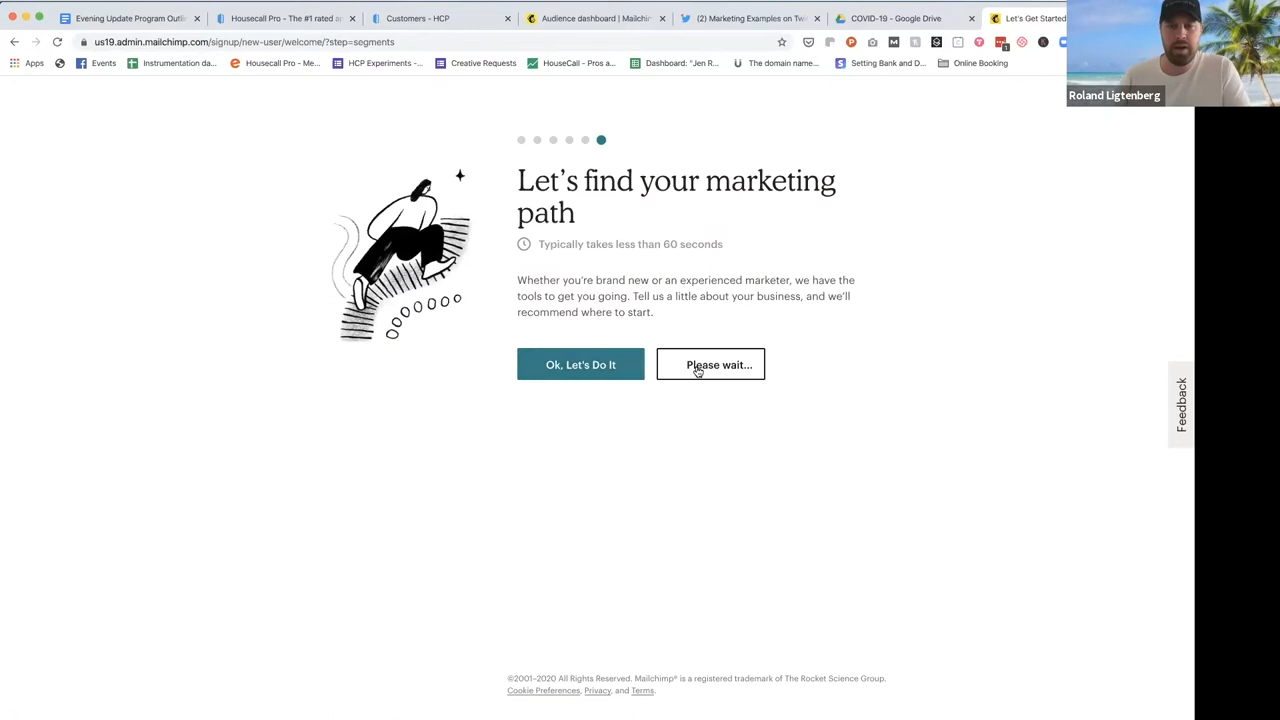 Evening Update Program Outli
Housecall Pro - The #1 rated a
Customers - HCP
Audience dashboard | Mailchim
(2) Marketing Examples on Tw
COVID-19 - Google Drive
Let's Get Started
us19.admin.mailchimp.com/signup/new-user/welcome/?step=segments
Apps
Events
Instrumentation da...
Housecall Pro - Me...
HCP Experiments -...
Creative Requests
HouseCall - Pros a...
Dashboard: "Jen R...
The domain name...
Setting Bank and D...
Online Booking
Roland Ligtenberg
Let's find your marketing
path
Typically takes less than 60 seconds
Whether you're brand new or an experienced marketer, we have the
tools to get you going. Tell us a little about your business, and we'll
recommend where to start.
Ok, Let's Do It
Please wait...
Feedback
©2001–2020 All Rights Reserved. Mailchimp® is a registered trademark of The Rocket Science Group.
Cookie Preferences, Privacy, and Terms.